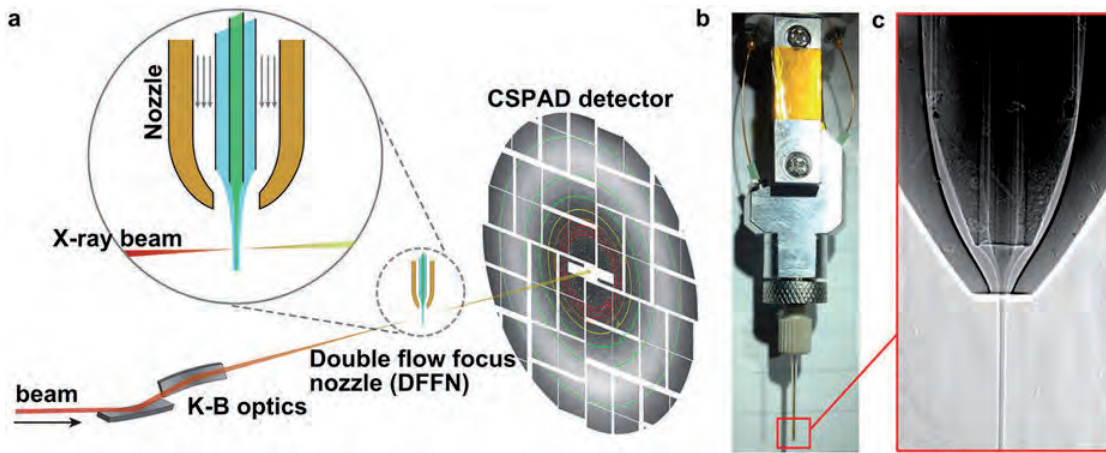 a
Nozzle
X-ray beam
CSPAD detector
Double flow focus
nozzle (DFFN)
beam
K-B optics
b
c